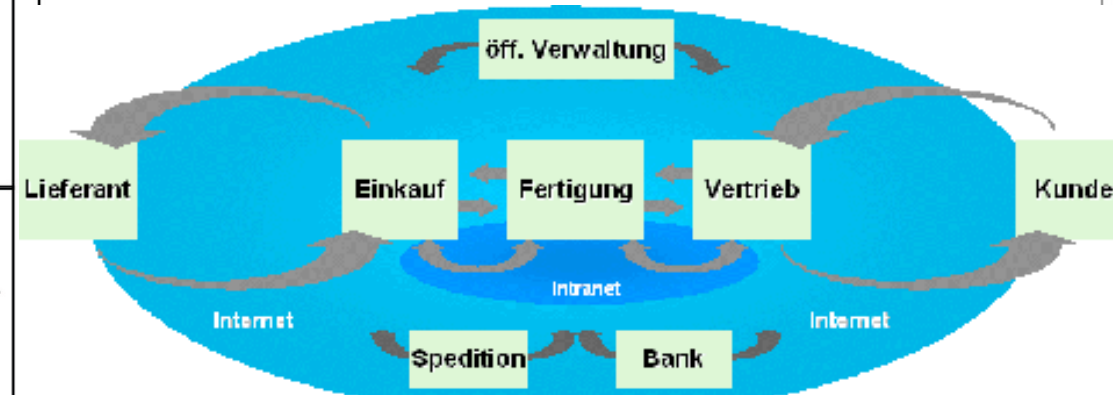 öff. Verwaltung
Lieferant
Einkauf
Fertigung
Vertrieb
Kunde
Intranet
Internet
Internet
Spedition
Bank